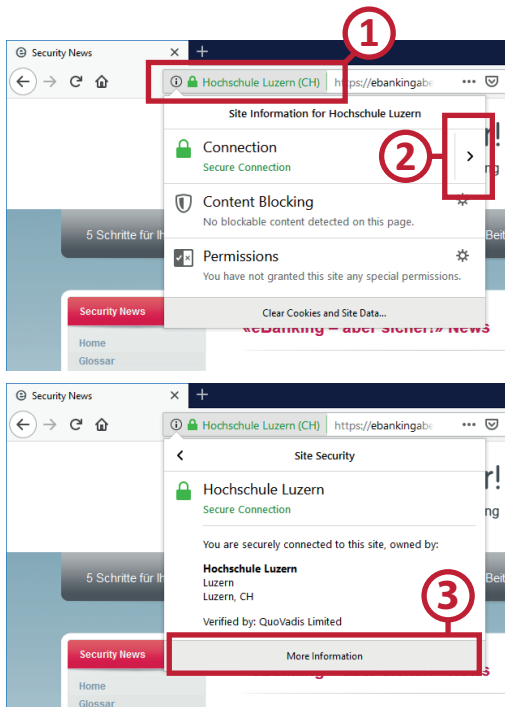 1
Security News
Hochschule Luzern (CH) https://ebankingabe
Site Information for Hochschule Luzern
Connection
Secure Connection
2
Content Blocking
No blockable content detected on this page.
5 Schritte für Ih
Beit
Permissions
You have not granted this site any special permissions.
Clear Cookies and Site Data...
Security News
«eBanking – aber sicher!» News
Home
Glossar
Security News
Hochschule Luzern (CH) https://ebankingabe
Site Security
r!
Hochschule Luzern
Secure Connection
ng
You are securely connected to this site, owned by:
Hochschule Luzern
Luzern
Luzern, CH
5 Schritte für Ih
Beit
3
Verified by: QuoVadis Limited
More Information
Security News
Home
Glossar